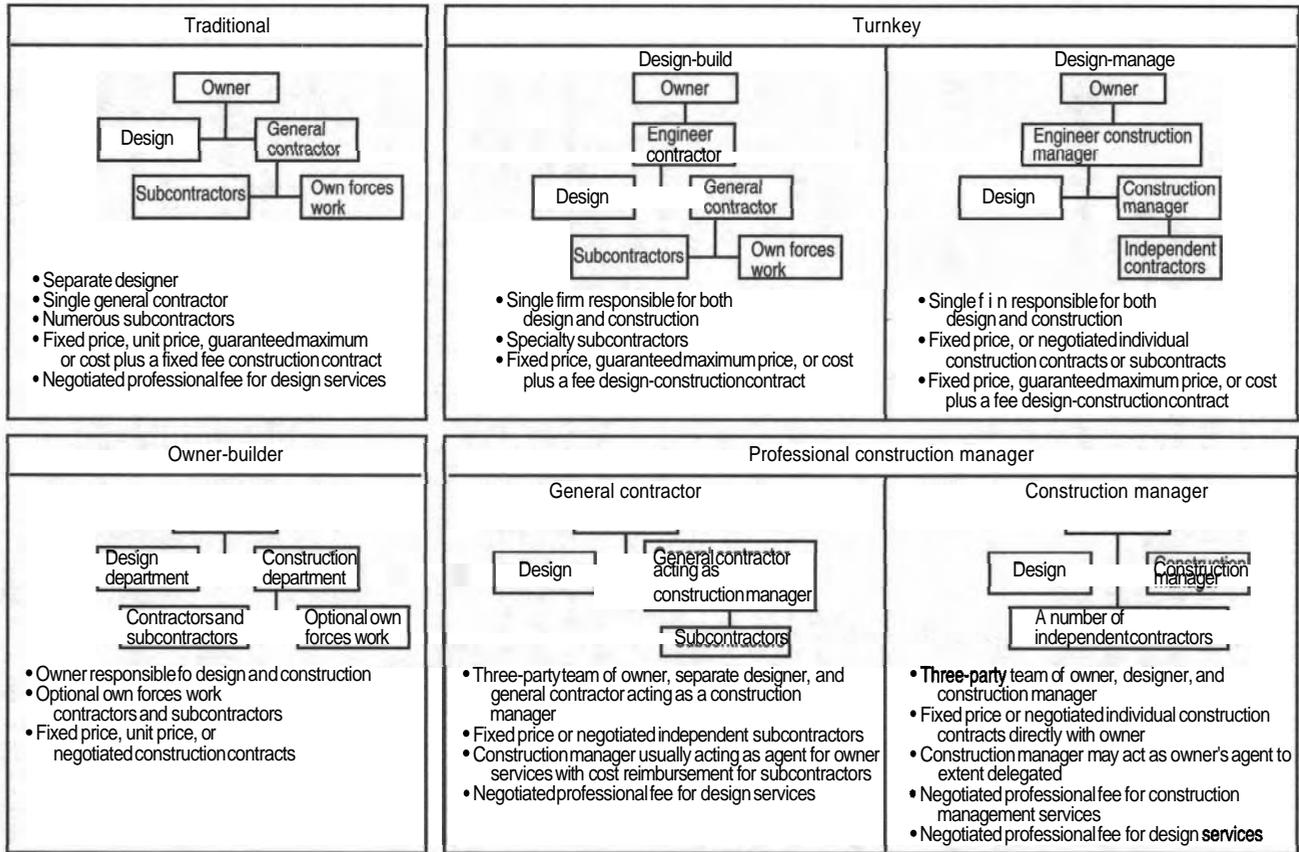 Traditional
Owner
Design
General
contractor
Subcontractors
Own forces
work
• Separate designer
• Single general contractor
• Numerous subcontractors
• Fixed price, unit price, guaranteed maximum
or cost plus a fixed fee construction contract
• Negotiated professional fee for design services
Turnkey
Design-build
Owner
Engineer
contractor
Design
General
contractor
Subcontractors
Own forces
work
• Single firm responsible for both
design and construction
• Specialty subcontractors
• Fixed price, guaranteed maximum price, or cost
plus a fee design-construction contract
Design-manage
Owner
Engineer construction
manager
Design
Construction
manager
Independent
contractors
• Single f i n responsible for both
design and construction
• Fixed price, or negotiated individual
construction contracts or subcontracts
• Fixed price, guaranteed maximum price, or cost
plus a fee design-construction contract
Owner-builder
Design
department
Construction
department
Contractors and
subcontractors
Optional own
forces work
• Owner responsible fo design and construction
• Optional own forces work
contractors and subcontractors
• Fixed price, unit price, or
negotiated construction contracts
Professional construction manager
General contractor
Design
General contractor
acting as
construction manager
Subcontractors
• Three-party team of owner, separate designer, and
general contractor acting as a construction
manager
• Fixed price or negotiated independent subcontractors
• Construction manager usually acting as agent for owner
services with cost reimbursement for subcontractors
• Negotiated professional fee for design services
Construction manager
Design
Construction
manager
A number of
independent contractors
• Three-party team of owner, designer, and
construction manager
• Fixed price or negotiated individual construction
contracts directly with owner
• Construction manager may act as owner's agent to
extent delegated
• Negotiated professional fee for construction
management services
• Negotiated professional fee for design services